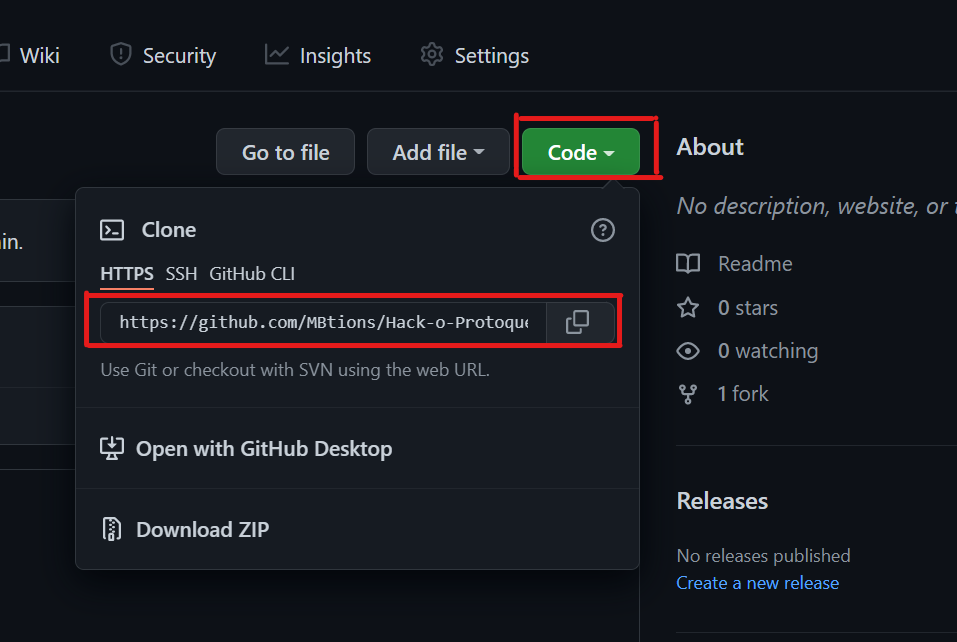 Wiki Security Insights Settings
Go to file Add file Code
About
No description, website, or
in.
Clone
HTTPS SSH GitHub CLI
https://github.com/MBtions/Hack-o-Protoque
Use Git or checkout with SVN using the web URL.
Open with GitHub Desktop
Download ZIP
Readme
0 stars
0 watching
1 fork
Releases
No releases published
Create a new release